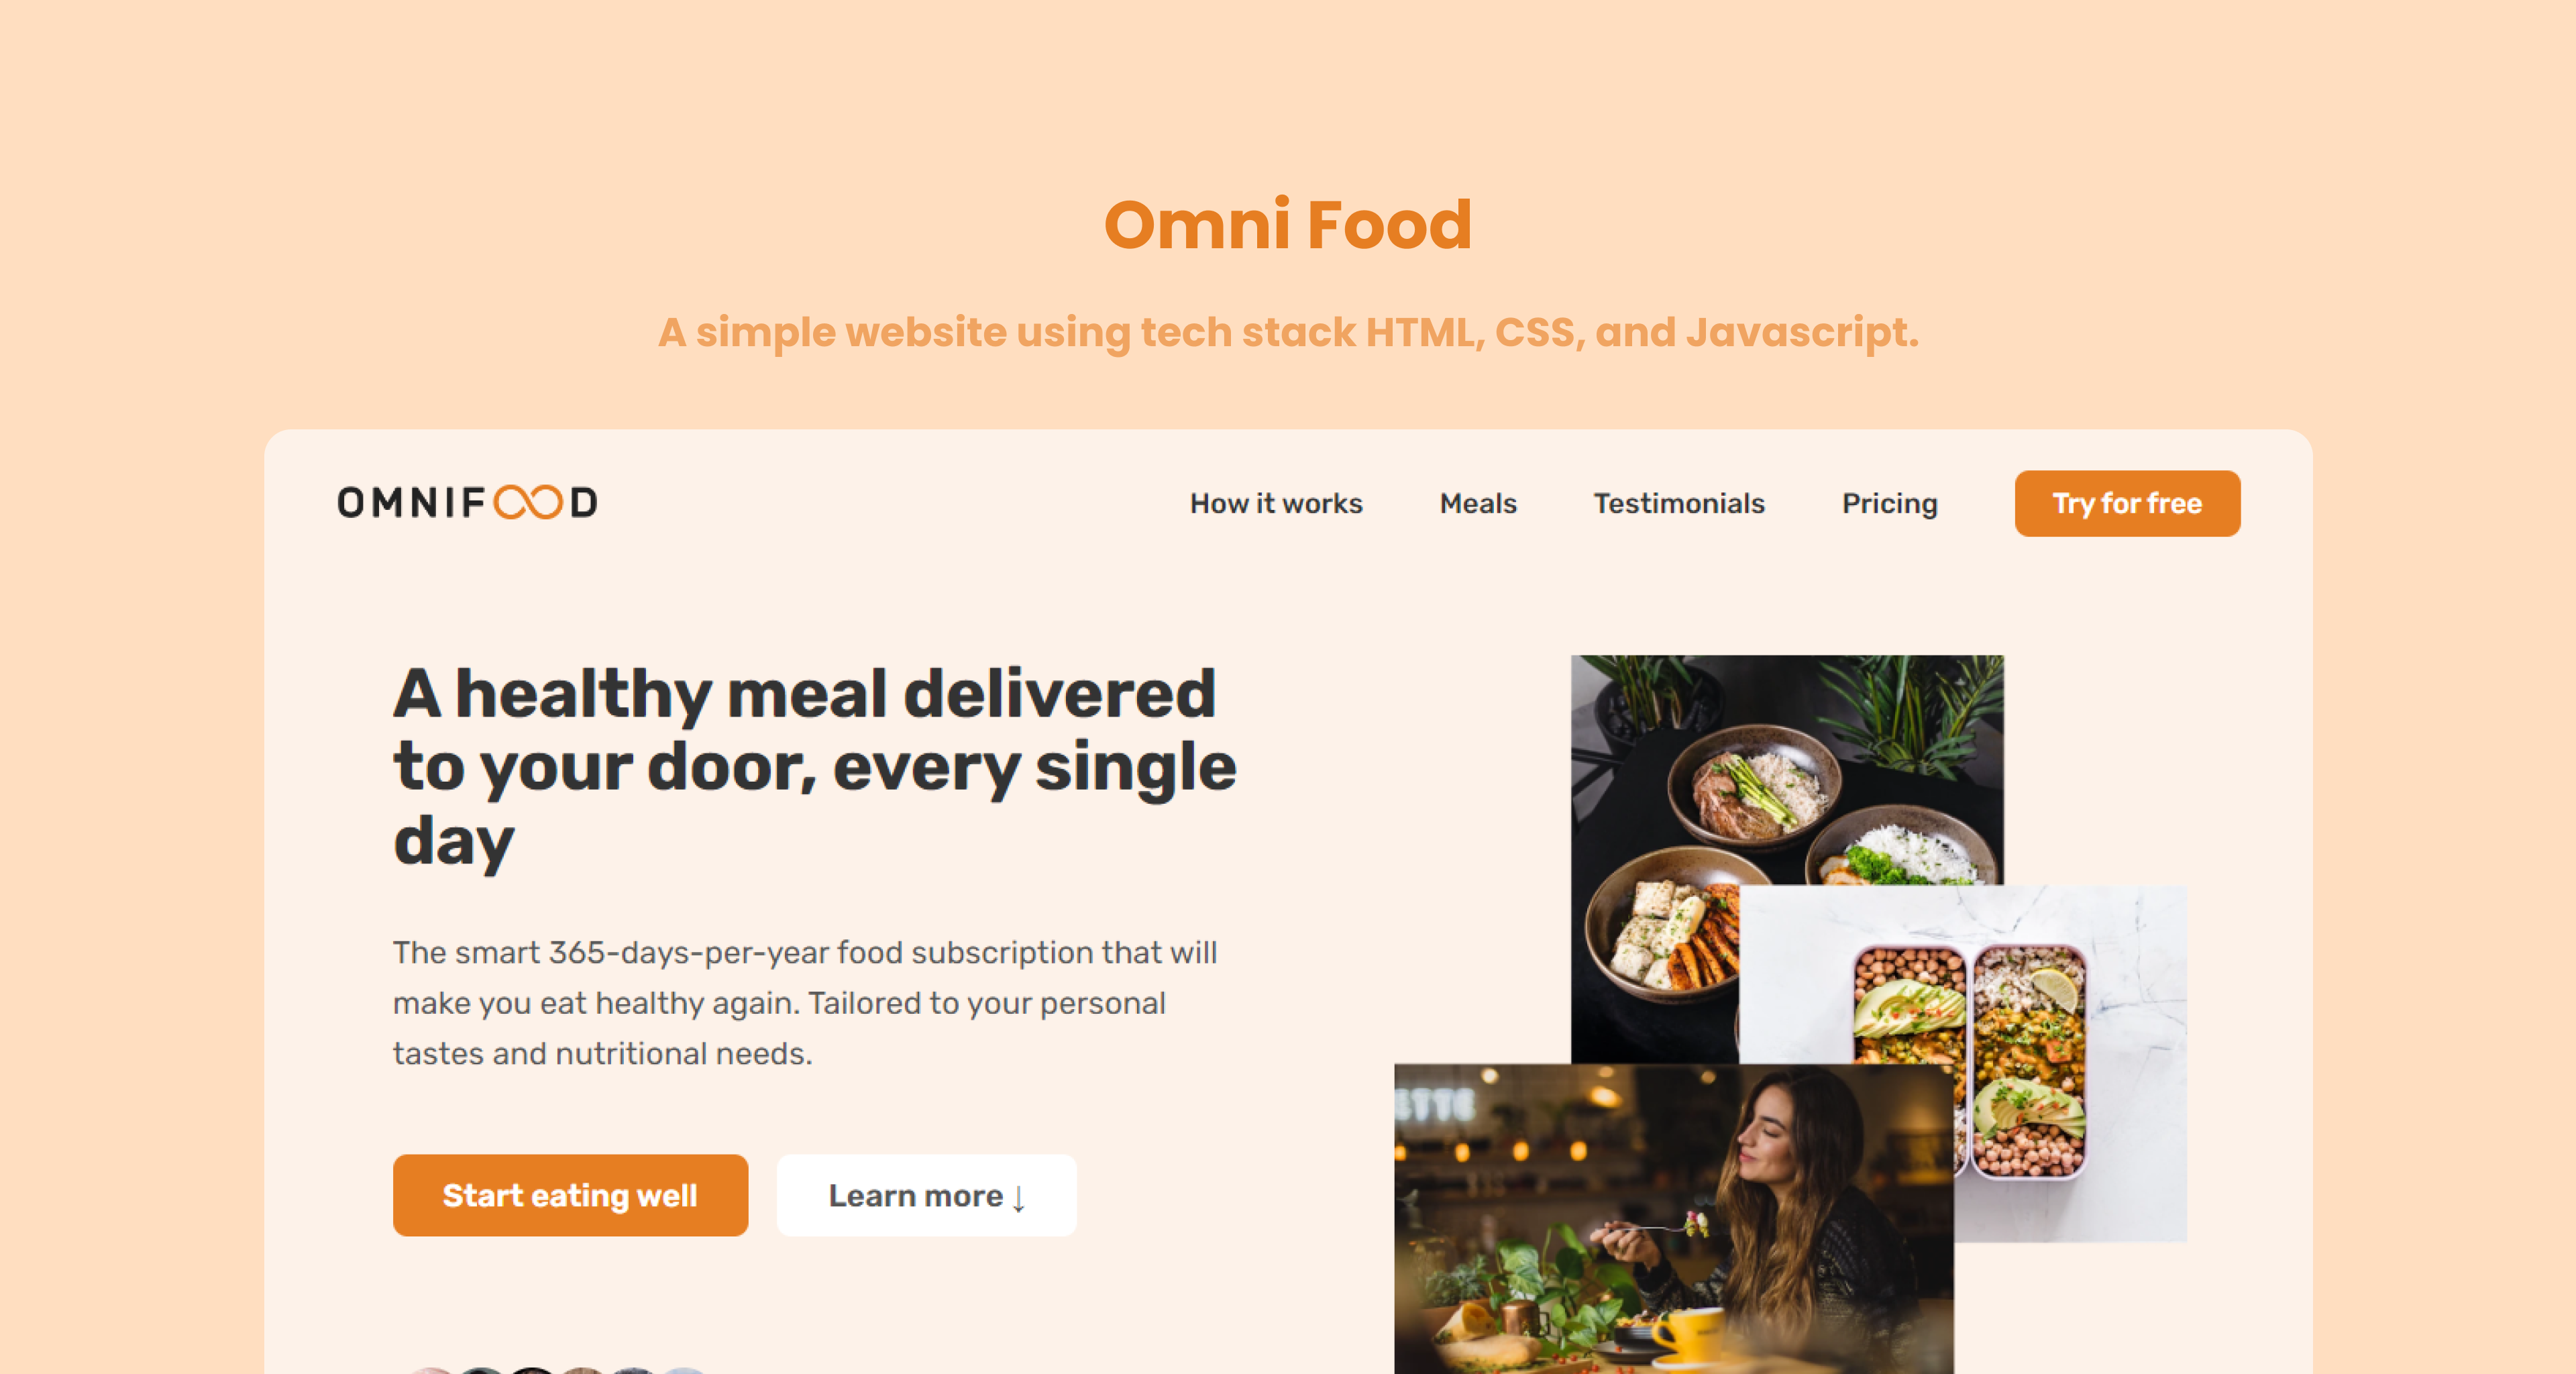 Omni Food
A simple website using tech stack HTML, CSS, and Javascript.
OMNIFOOD
How it works
Meals
Testimonials
Pricing
Try for free
A healthy meal delivered
to your door, every single
day
The smart 365-days-per-year food subscription that will
make you eat healthy again. Tailored to your personal
tastes and nutritional needs.
Start eating well
Learn more ↓
ETTE